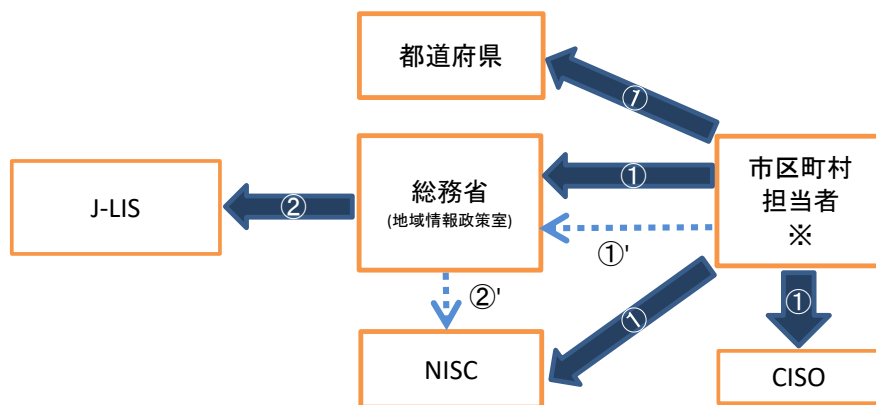 都道府県
①
市区町村
担当者
※
総務省
(地域情報政策室)
①
J-LIS
②
①'
②'
①
①
NISC
CISO